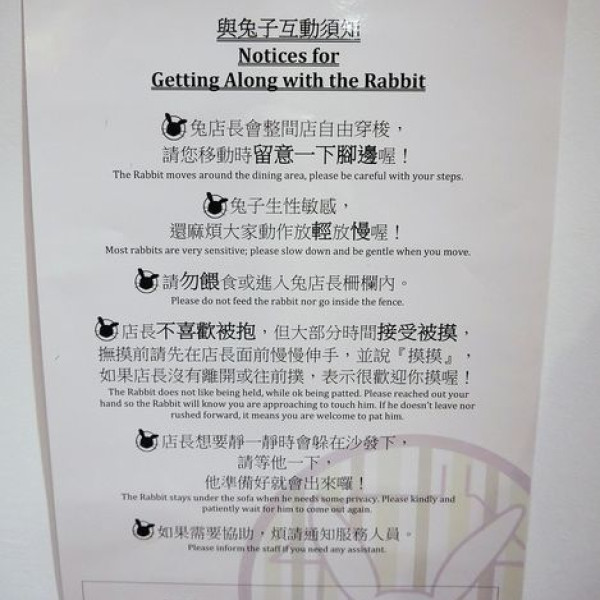 與兔子互動須知
Notices for
Getting Along with the Rabbit
兔店長會整間店自由穿梭，
請您移動時留意一下腳邊喔！
The Rabbit moves around the dining area, please be careful with your steps.
兔子生性敏感，
還麻煩大家動作放輕放慢喔！
Most rabbits are very sensitive; please slow down and be gentle when you move.
請勿餵食或進入兔店長柵欄內。
Please do not feed the rabbit nor go inside the fence.
店長不喜歡被抱，但大部分時間接受被摸，
撫摸前請先在店長面前慢慢伸手，並說『摸摸』，
如果店長沒有離開或往前撲，表示很歡迎你摸喔！
The Rabbit does not like being held, while ok being patted. Please reached out your
hand so the Rabbit will know you are approaching to touch him. If he doesn't leave nor
rushed forward, it means you are welcome to pat him.
店長想要靜一靜時會躲在沙發下，
請等他一下，
他準備好就會出來囉！
The Rabbit stays under the sofa when he needs some privacy. Please kindly and
patiently wait for him to come out again.
如果需要協助，煩請通知服務人員。
Please inform the staff if you need any assistant.